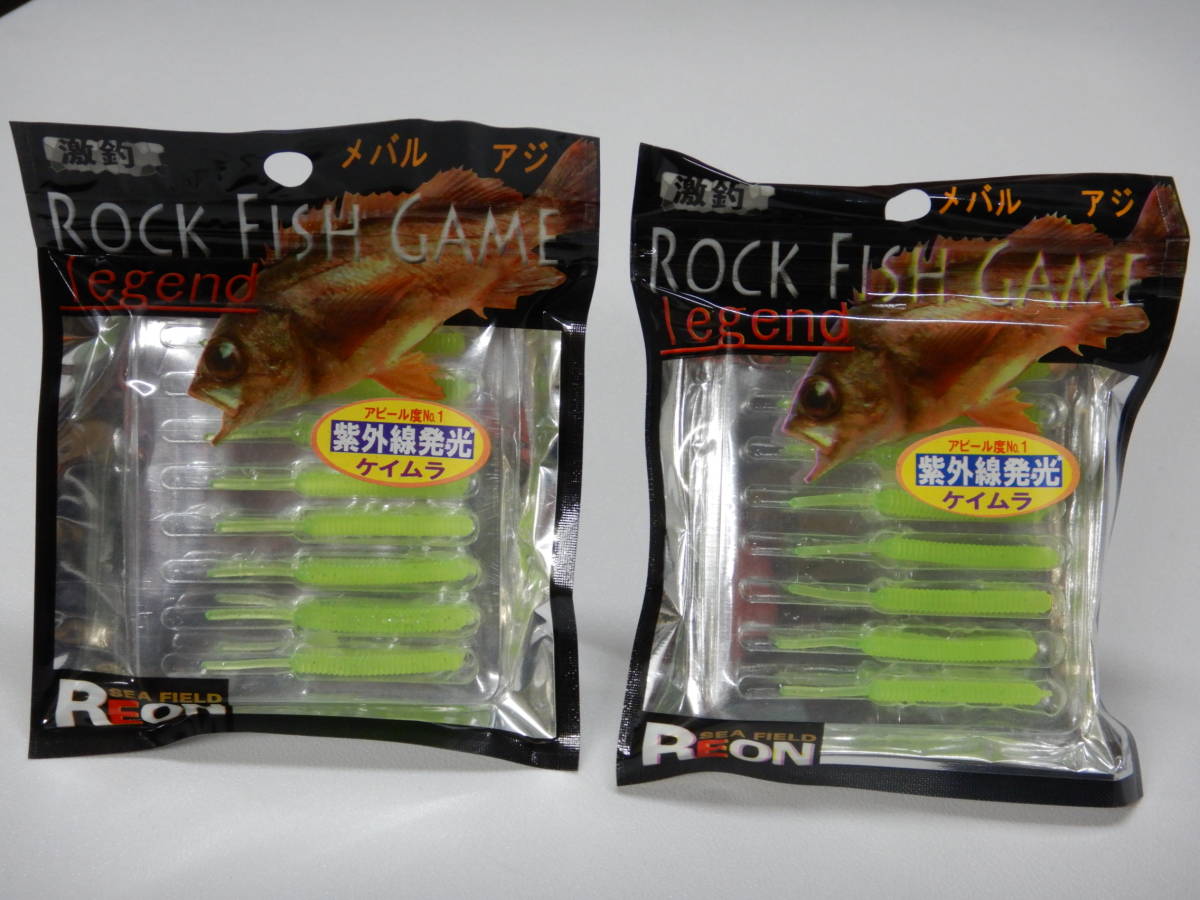 激釣
メバル アジ
ROCK FISH GAME
legend
アピール度No.1
紫外線発光
ケイムラ
SEA FIELD
REON
激釣
メバル アジ
ROCK FISH GAME
legend
アピール度No.1
紫外線発光
ケイムラ
SEA FIELD
REON